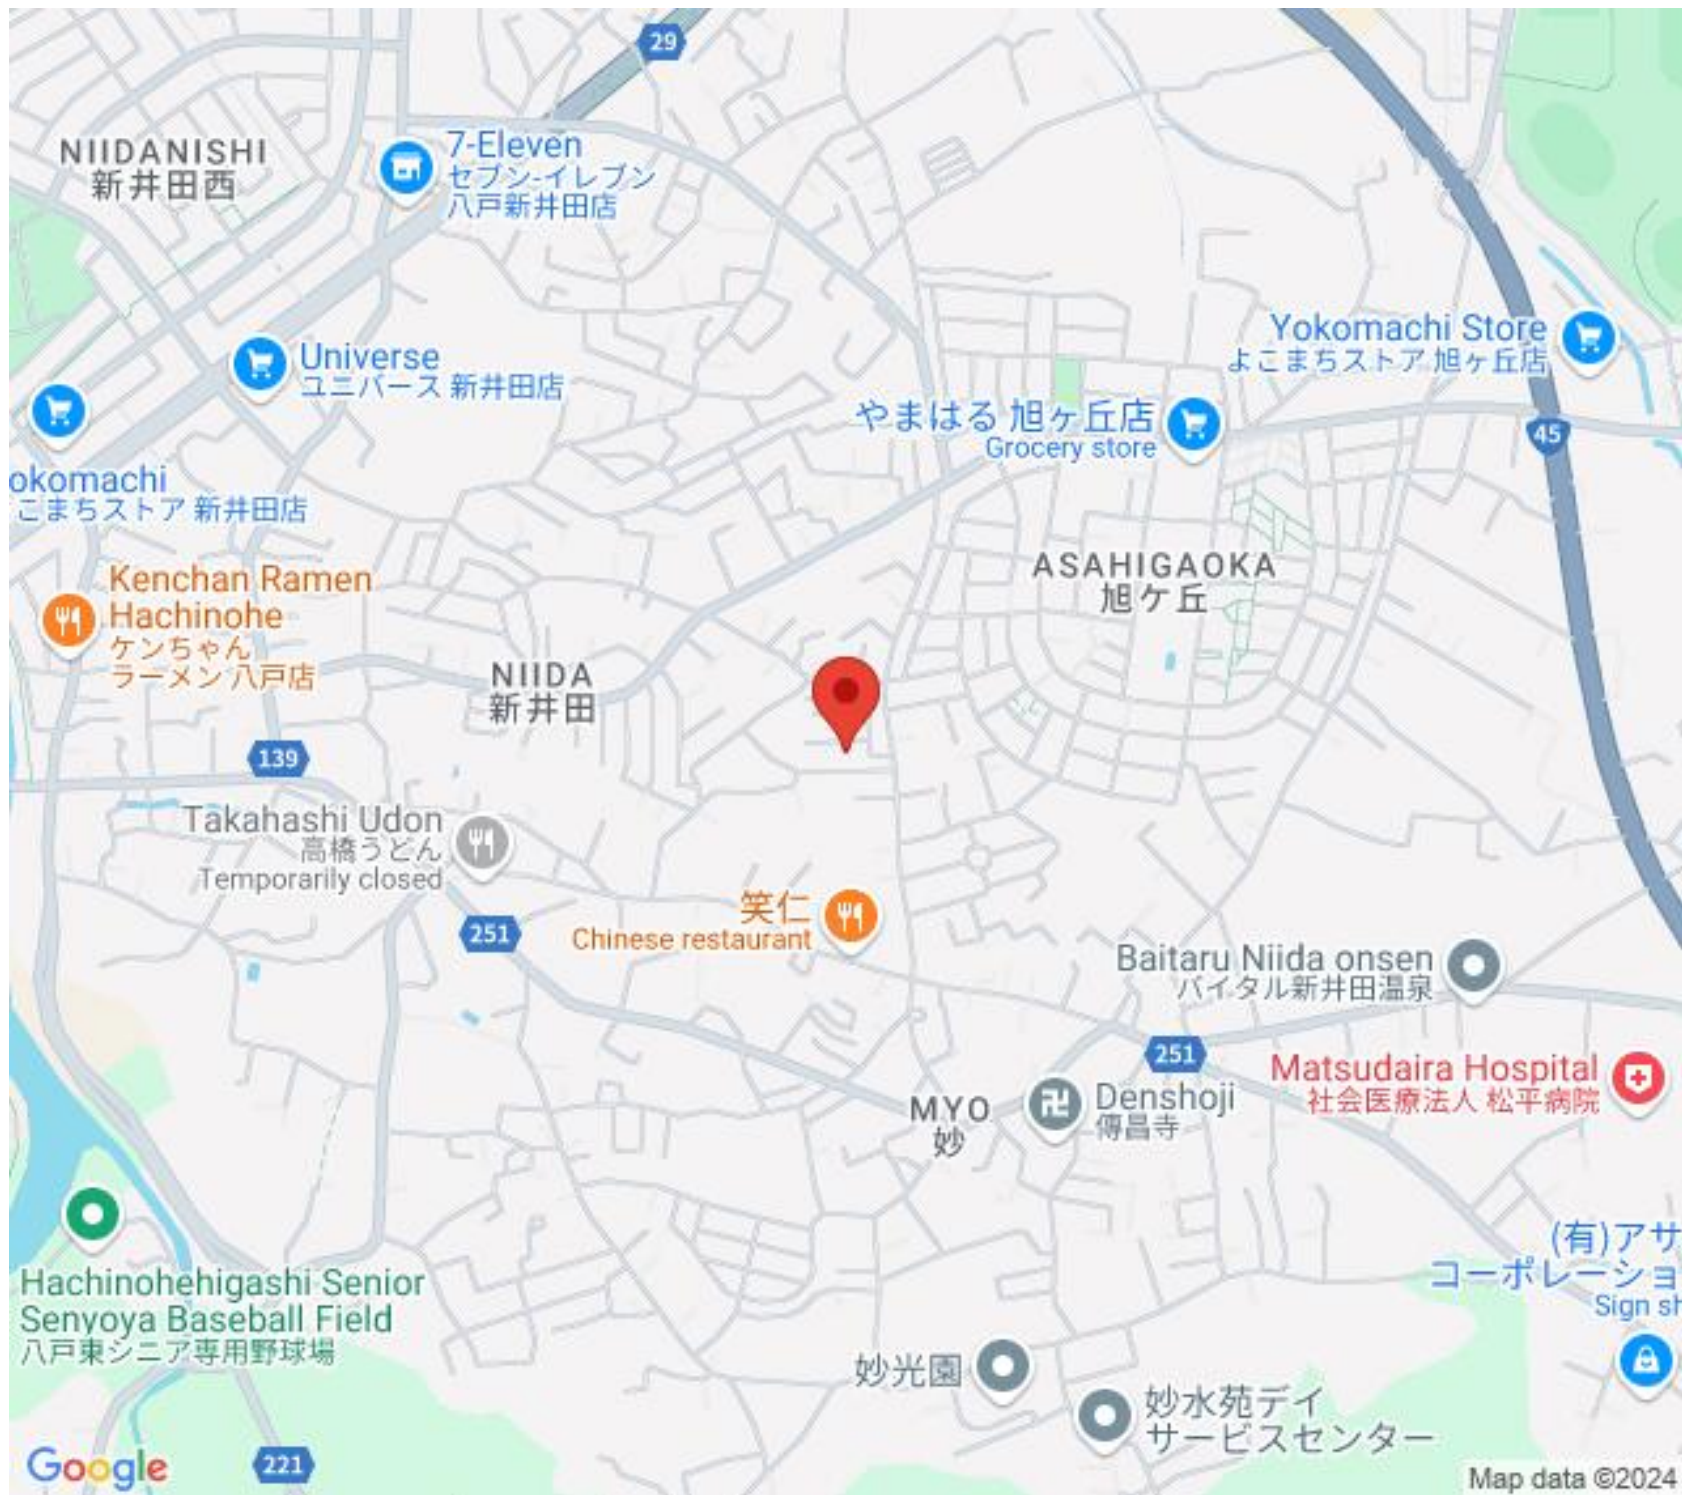 29
NIIDANISHI
新井田西
7-Eleven
セブン-イレブン
八戸新井田店
Universe
ユニバース 新井田店
Yokomachi Store
よこまちストア 旭ヶ丘店
やまはる 旭ヶ丘店
Grocery store
45
okomachi
こまちストア 新井田店
Kenchan Ramen
Hachinohe
ケンちゃん
ラーメン 八戸店
ASAHIGAOKA
旭ケ丘
NIIDA
新井田
139
Takahashi Udon
高橋うどん
Temporarily closed
251
笑仁
Chinese restaurant
Baitaru Niida onsen
バイタル新井田温泉
251
Matsudaira Hospital
社会医療法人 松平病院
MYO
妙
卍
Denshoji
傳昌寺
Hachinohehigashi Senior
Senyoya Baseball Field
八戸東シニア専用野球場
(有)アサ
コーポレーショ
Sign sh
妙光園
妙水苑デイ
サービスセンター
221
Google
Map data ©2024